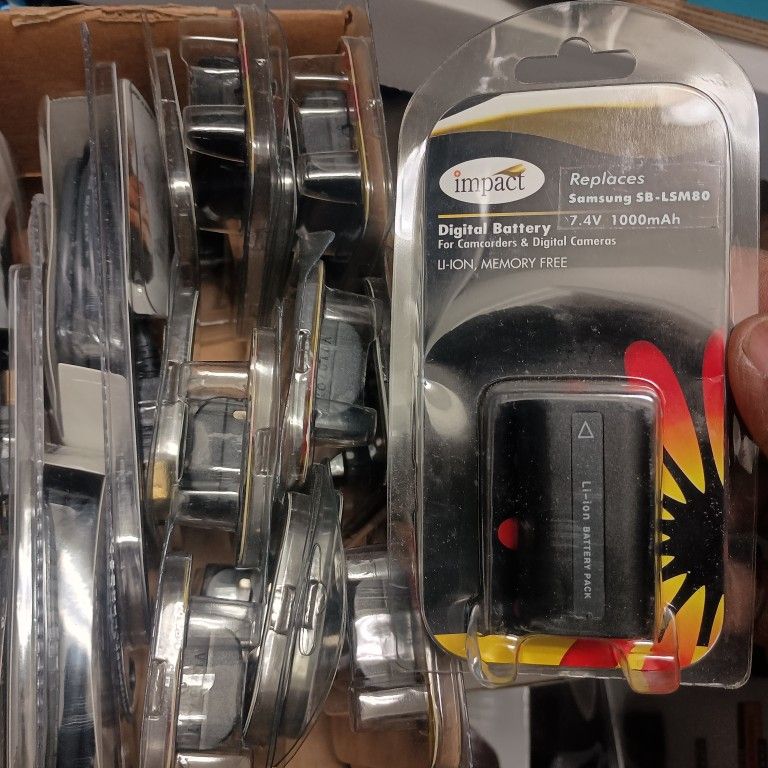 impact
Replaces
Samsung SB-LSM80
7.4V 1000mAh
Digital Battery
For Camcorders & Digital Cameras
LI-ION, MEMORY FREE
Li-ion BATTERY PACK